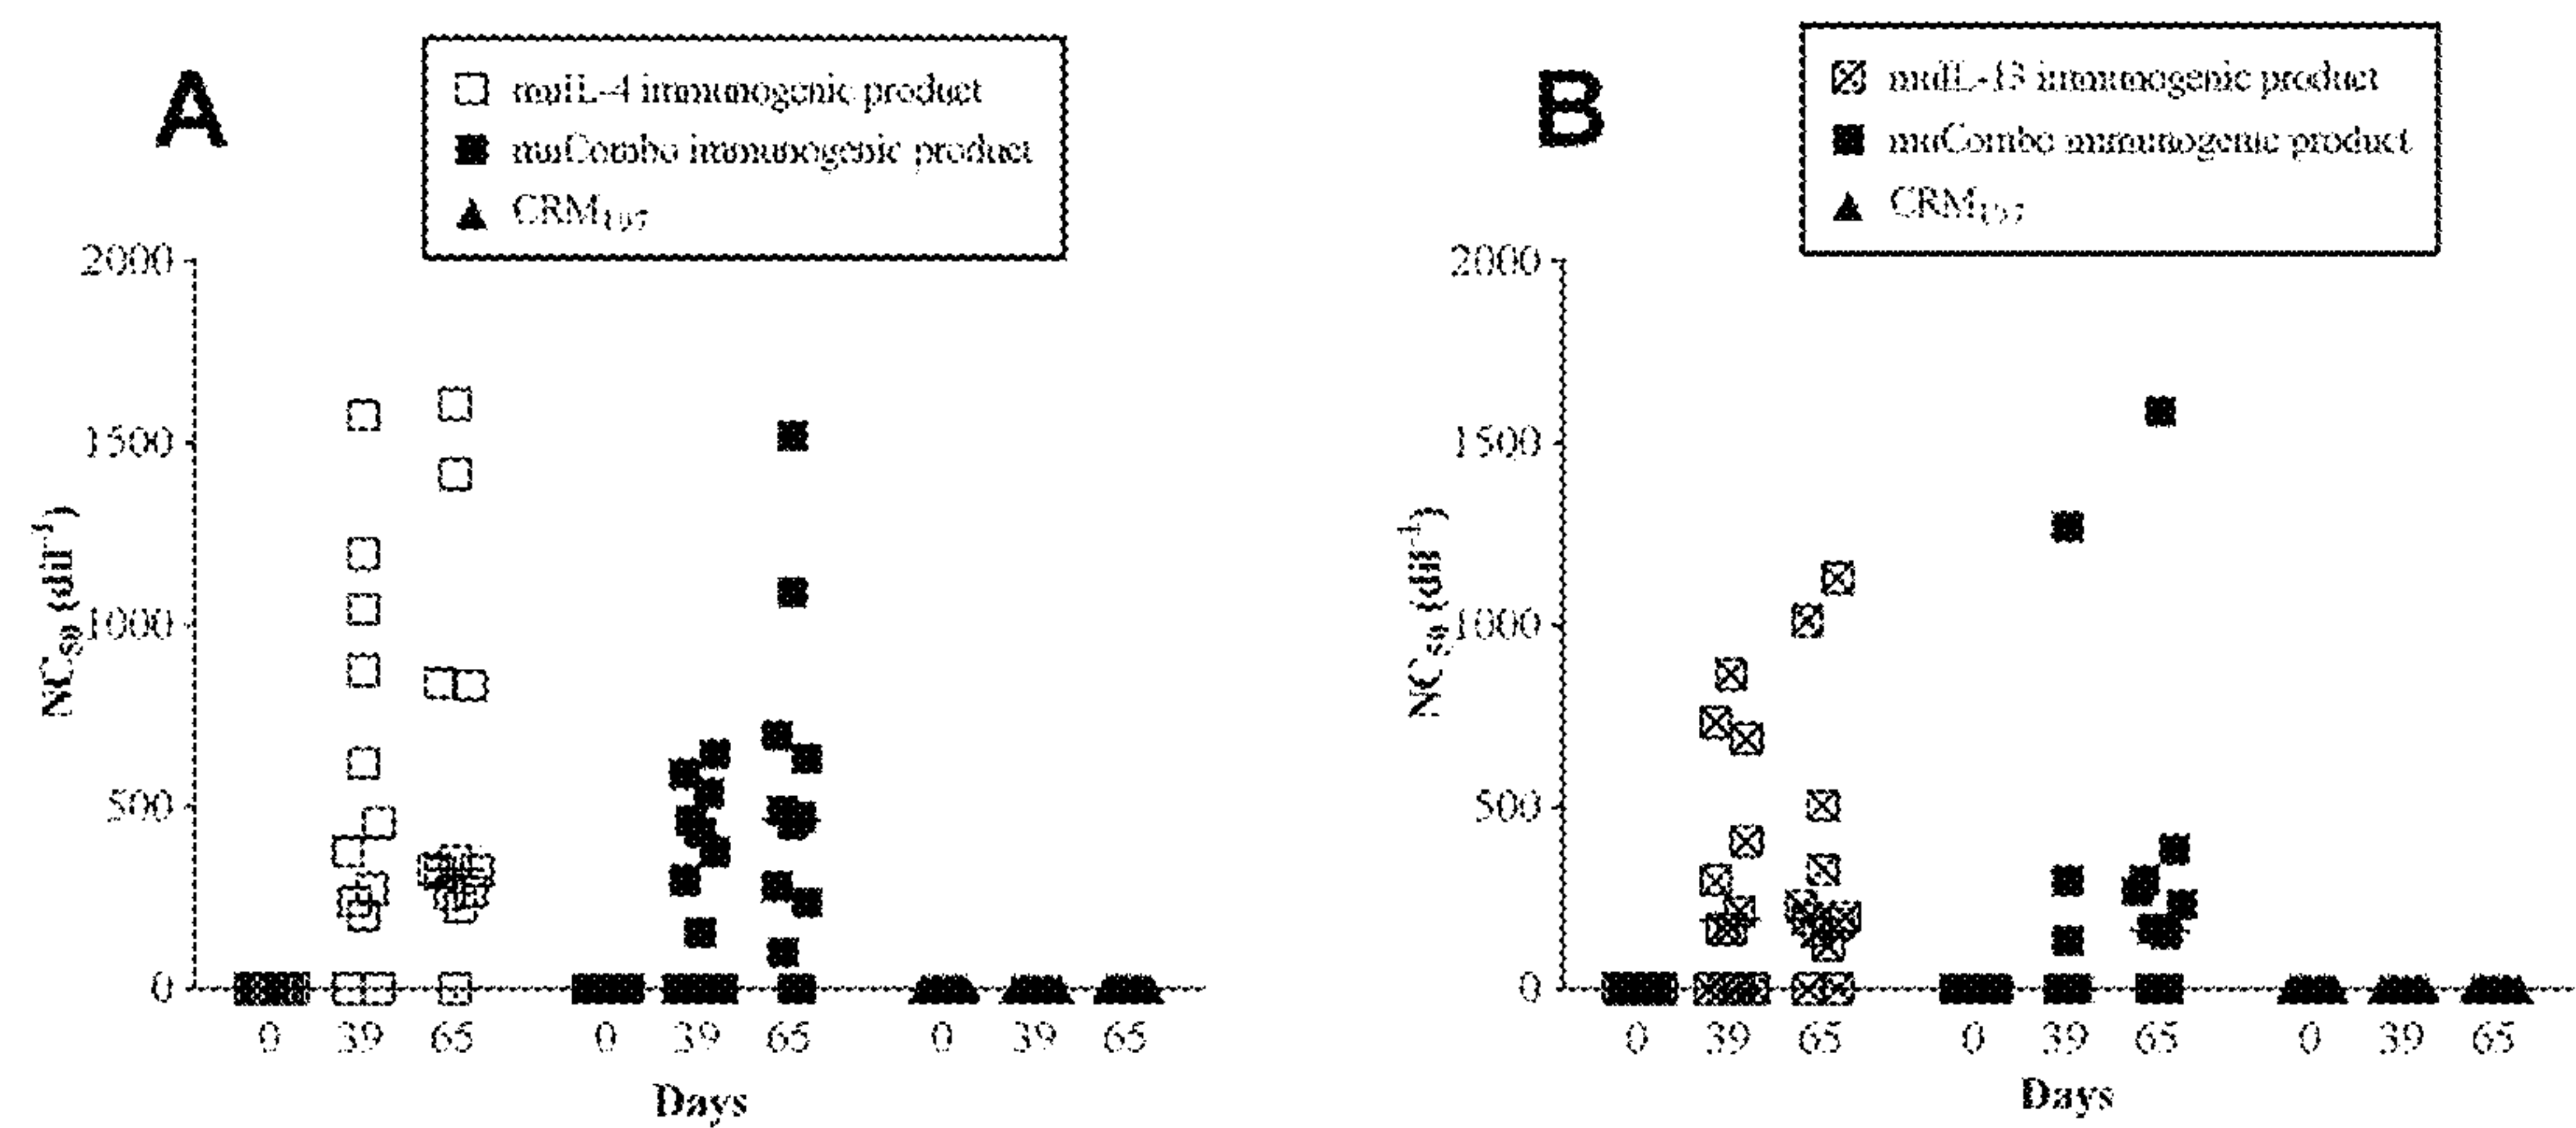 A
muIL-4 immunogenic product
muCombo immunogenic product
CRM197
2000
1500
1000
500
0
NC50 (dil-1)
0 39 65 0 39 65 0 39 65
Days
B
muIL-13 immunogenic product
muCombo immunogenic product
CRM197
2000
1500
1000
500
0
NC50 (dil-1)
0 39 65 0 39 65 0 39 65
Days